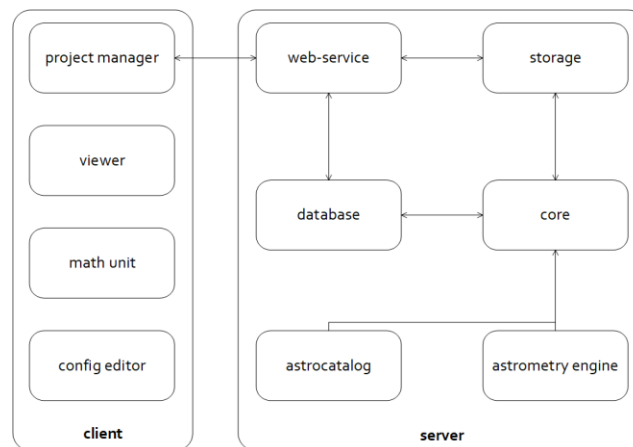 project manager
web-service
storage
viewer
database
core
math unit
config editor
astrocatalog
astrometry engine
client
server